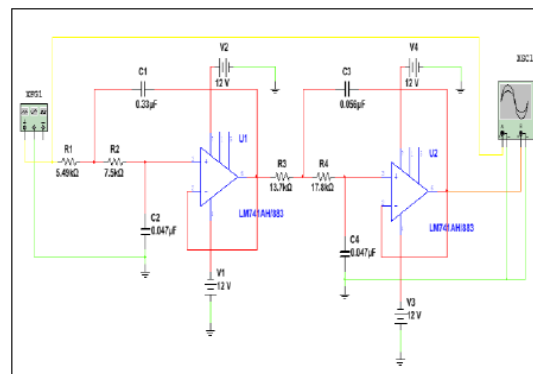 V2
12 V
V4
12 V
XFG1
XSC1
C1
0.33µF
C3
0.056µF
R1
5.49kΩ
R2
7.5kΩ
U1
R3
13.7kΩ
R4
17.8kΩ
U2
LM741AH/883
LM741AH/883
C2
0.047µF
C4
0.047µF
V1
12 V
V3
12 V